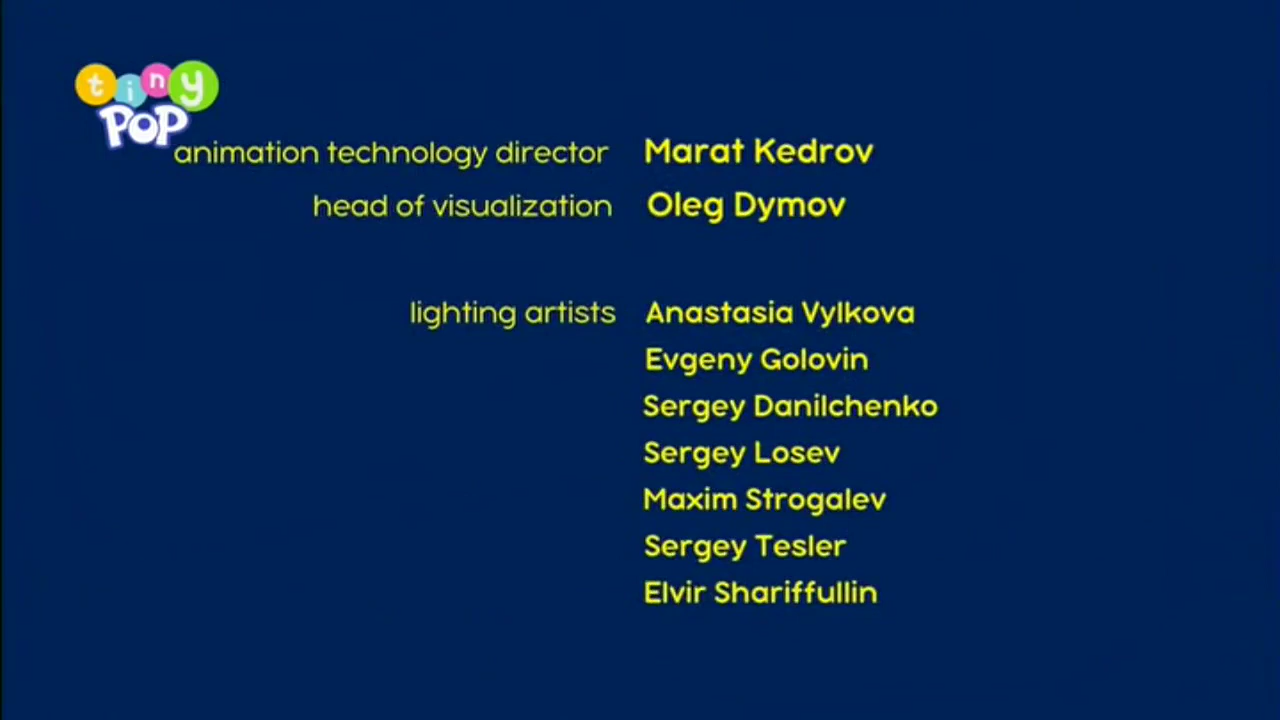 tiny
POP
animation technology director Marat Kedrov
head of visualization Oleg Dymov
lighting artists Anastasia Vylkova
Evgeny Golovin
Sergey Danilchenko
Sergey Losev
Maxim Strogalev
Sergey Tesler
Elvir Shariffullin